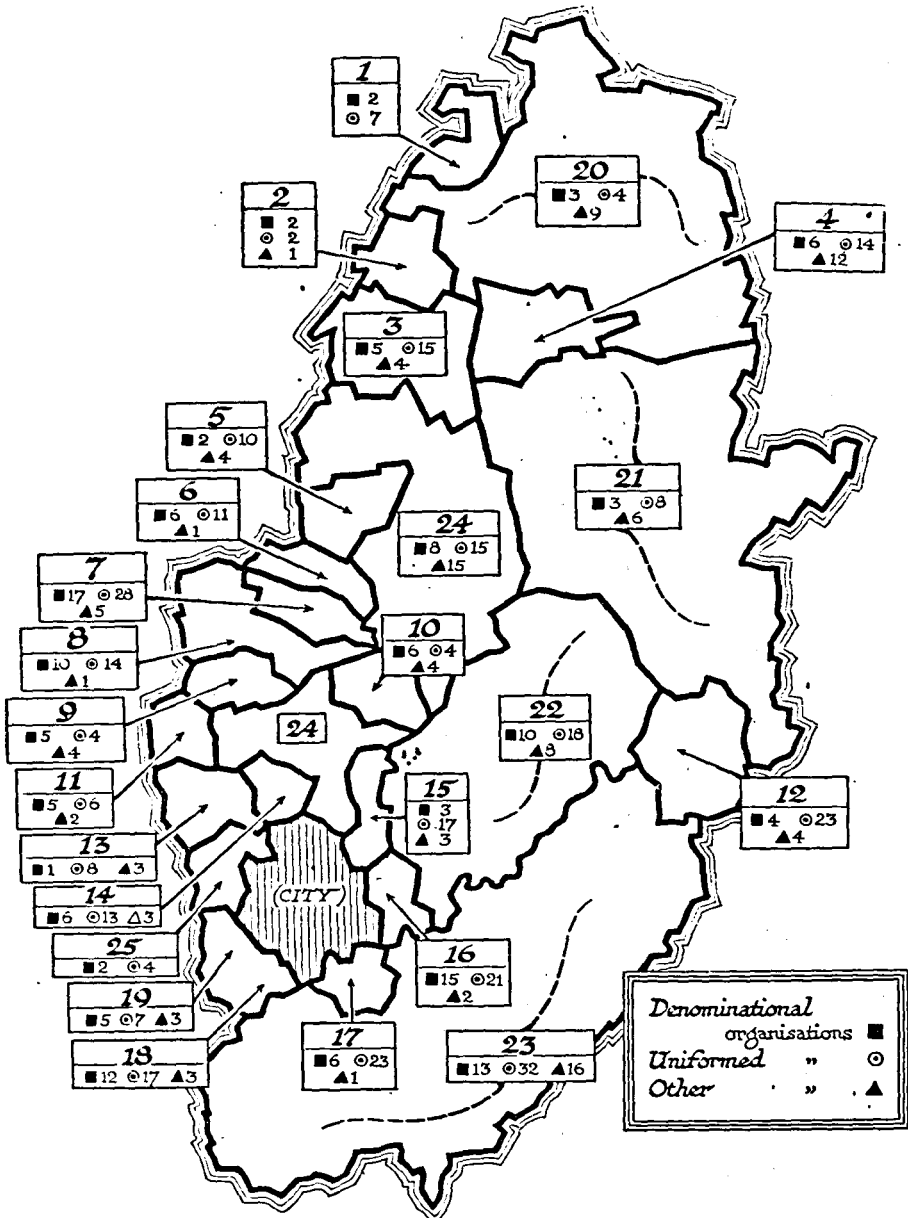 1
■ 2
⊙ 7
2
■ 2
⊙ 2
▲ 1
20
■ 3 ⊙ 4
▲ 9
4
■ 6 ⊙ 14
▲ 12
3
■ 5 ⊙ 15
▲ 4
5
■ 2 ⊙ 10
▲ 4
6
■ 6 ⊙ 11
▲ 1
21
■ 3 ⊙ 8
▲ 6
24
■ 8 ⊙ 15
▲ 15
7
■ 17 ⊙ 28
▲ 5
10
■ 6 ⊙ 4
▲ 4
8
■ 10 ⊙ 14
▲ 1
9
■ 5 ⊙ 4
▲ 4
24
22
■ 10 ⊙ 18
▲ 8
11
■ 5 ⊙ 6
▲ 2
15
■ 3
⊙ 17
▲ 3
12
■ 4 ⊙ 23
▲ 4
13
■ 1 ⊙ 8 ▲ 3
14
■ 6 ⊙ 13 △ 3
(CITY)
25
■ 2 ⊙ 4
16
■ 15 ⊙ 21
▲ 2
19
■ 5 ⊙ 7 ▲ 3
18
■ 12 ⊙ 17 ▲ 3
17
■ 6 ⊙ 23
▲ 1
23
■ 13 ⊙ 32 ▲ 16
Denominational
organisations ■
Uniformed " ⊙
Other " ▲